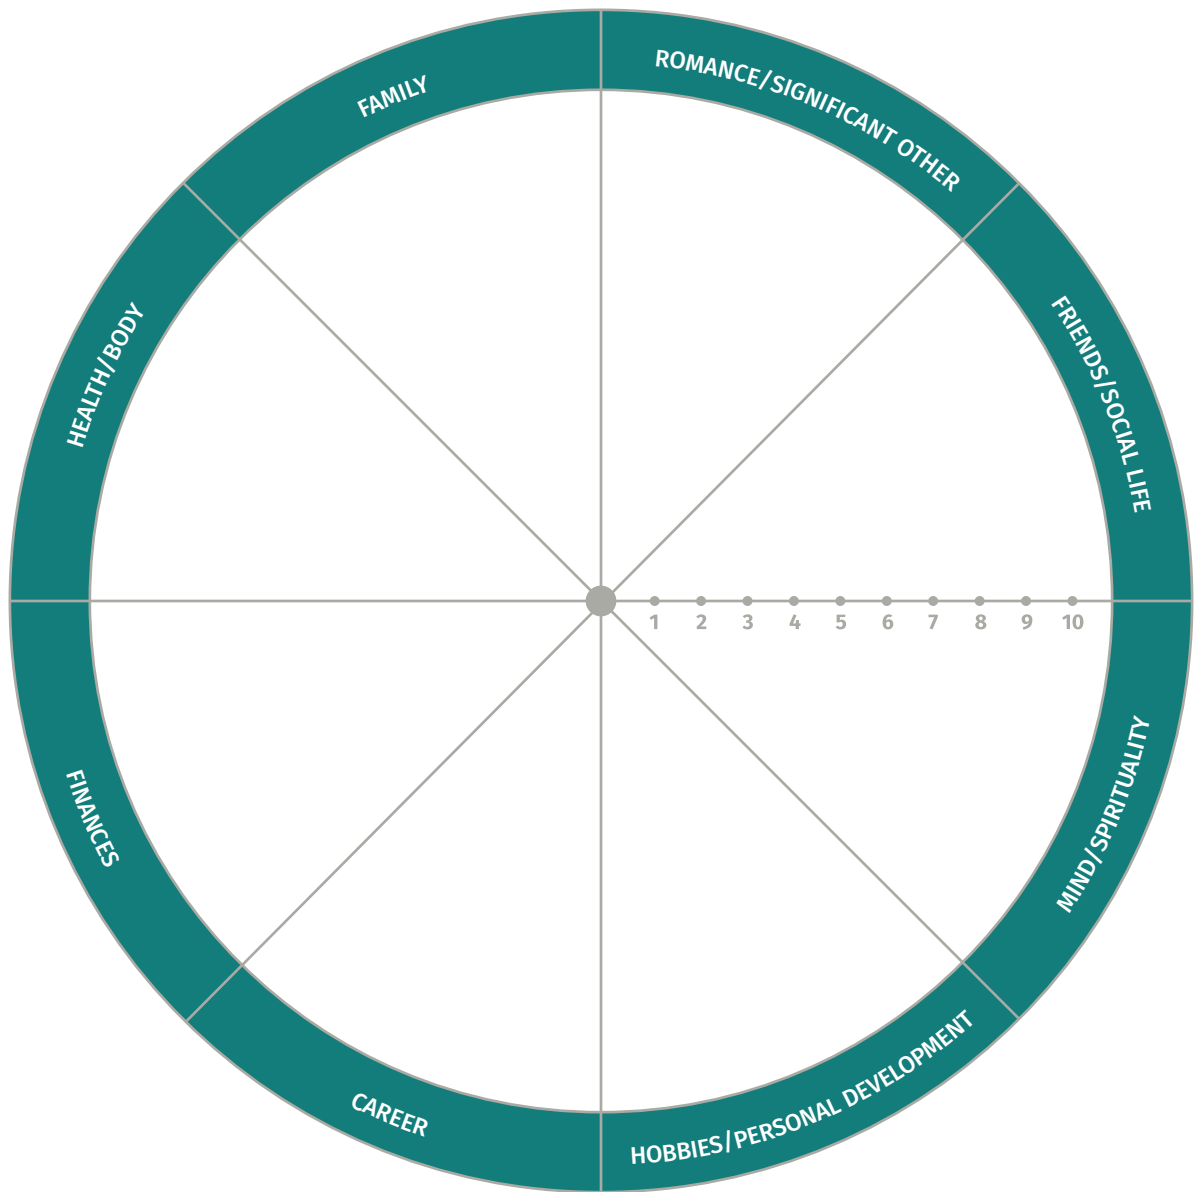 FAMILY
ROMANCE/SIGNIFICANT OTHER
HEALTH/BODY
FRIENDS/SOCIAL LIFE
1 2 3 4 5 6 7 8 9 10
FINANCES
MIND/SPIRITUALITY
CAREER
HOBBIES/PERSONAL DEVELOPMENT